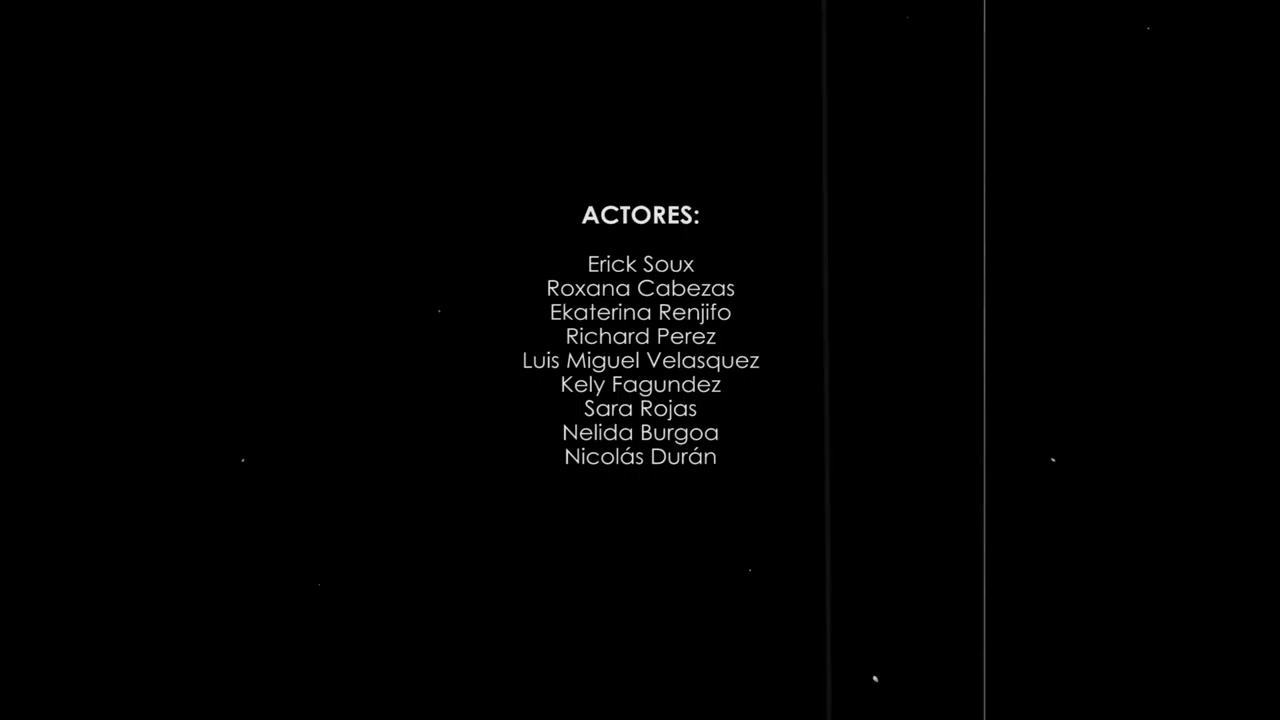 ACTORES:
Erick Soux
Roxana Cabezas
Ekaterina Renjifo
Richard Perez
Luis Miguel Velasquez
Kely Fagundez
Sara Rojas
Nelida Burgoa
Nicolás Durán